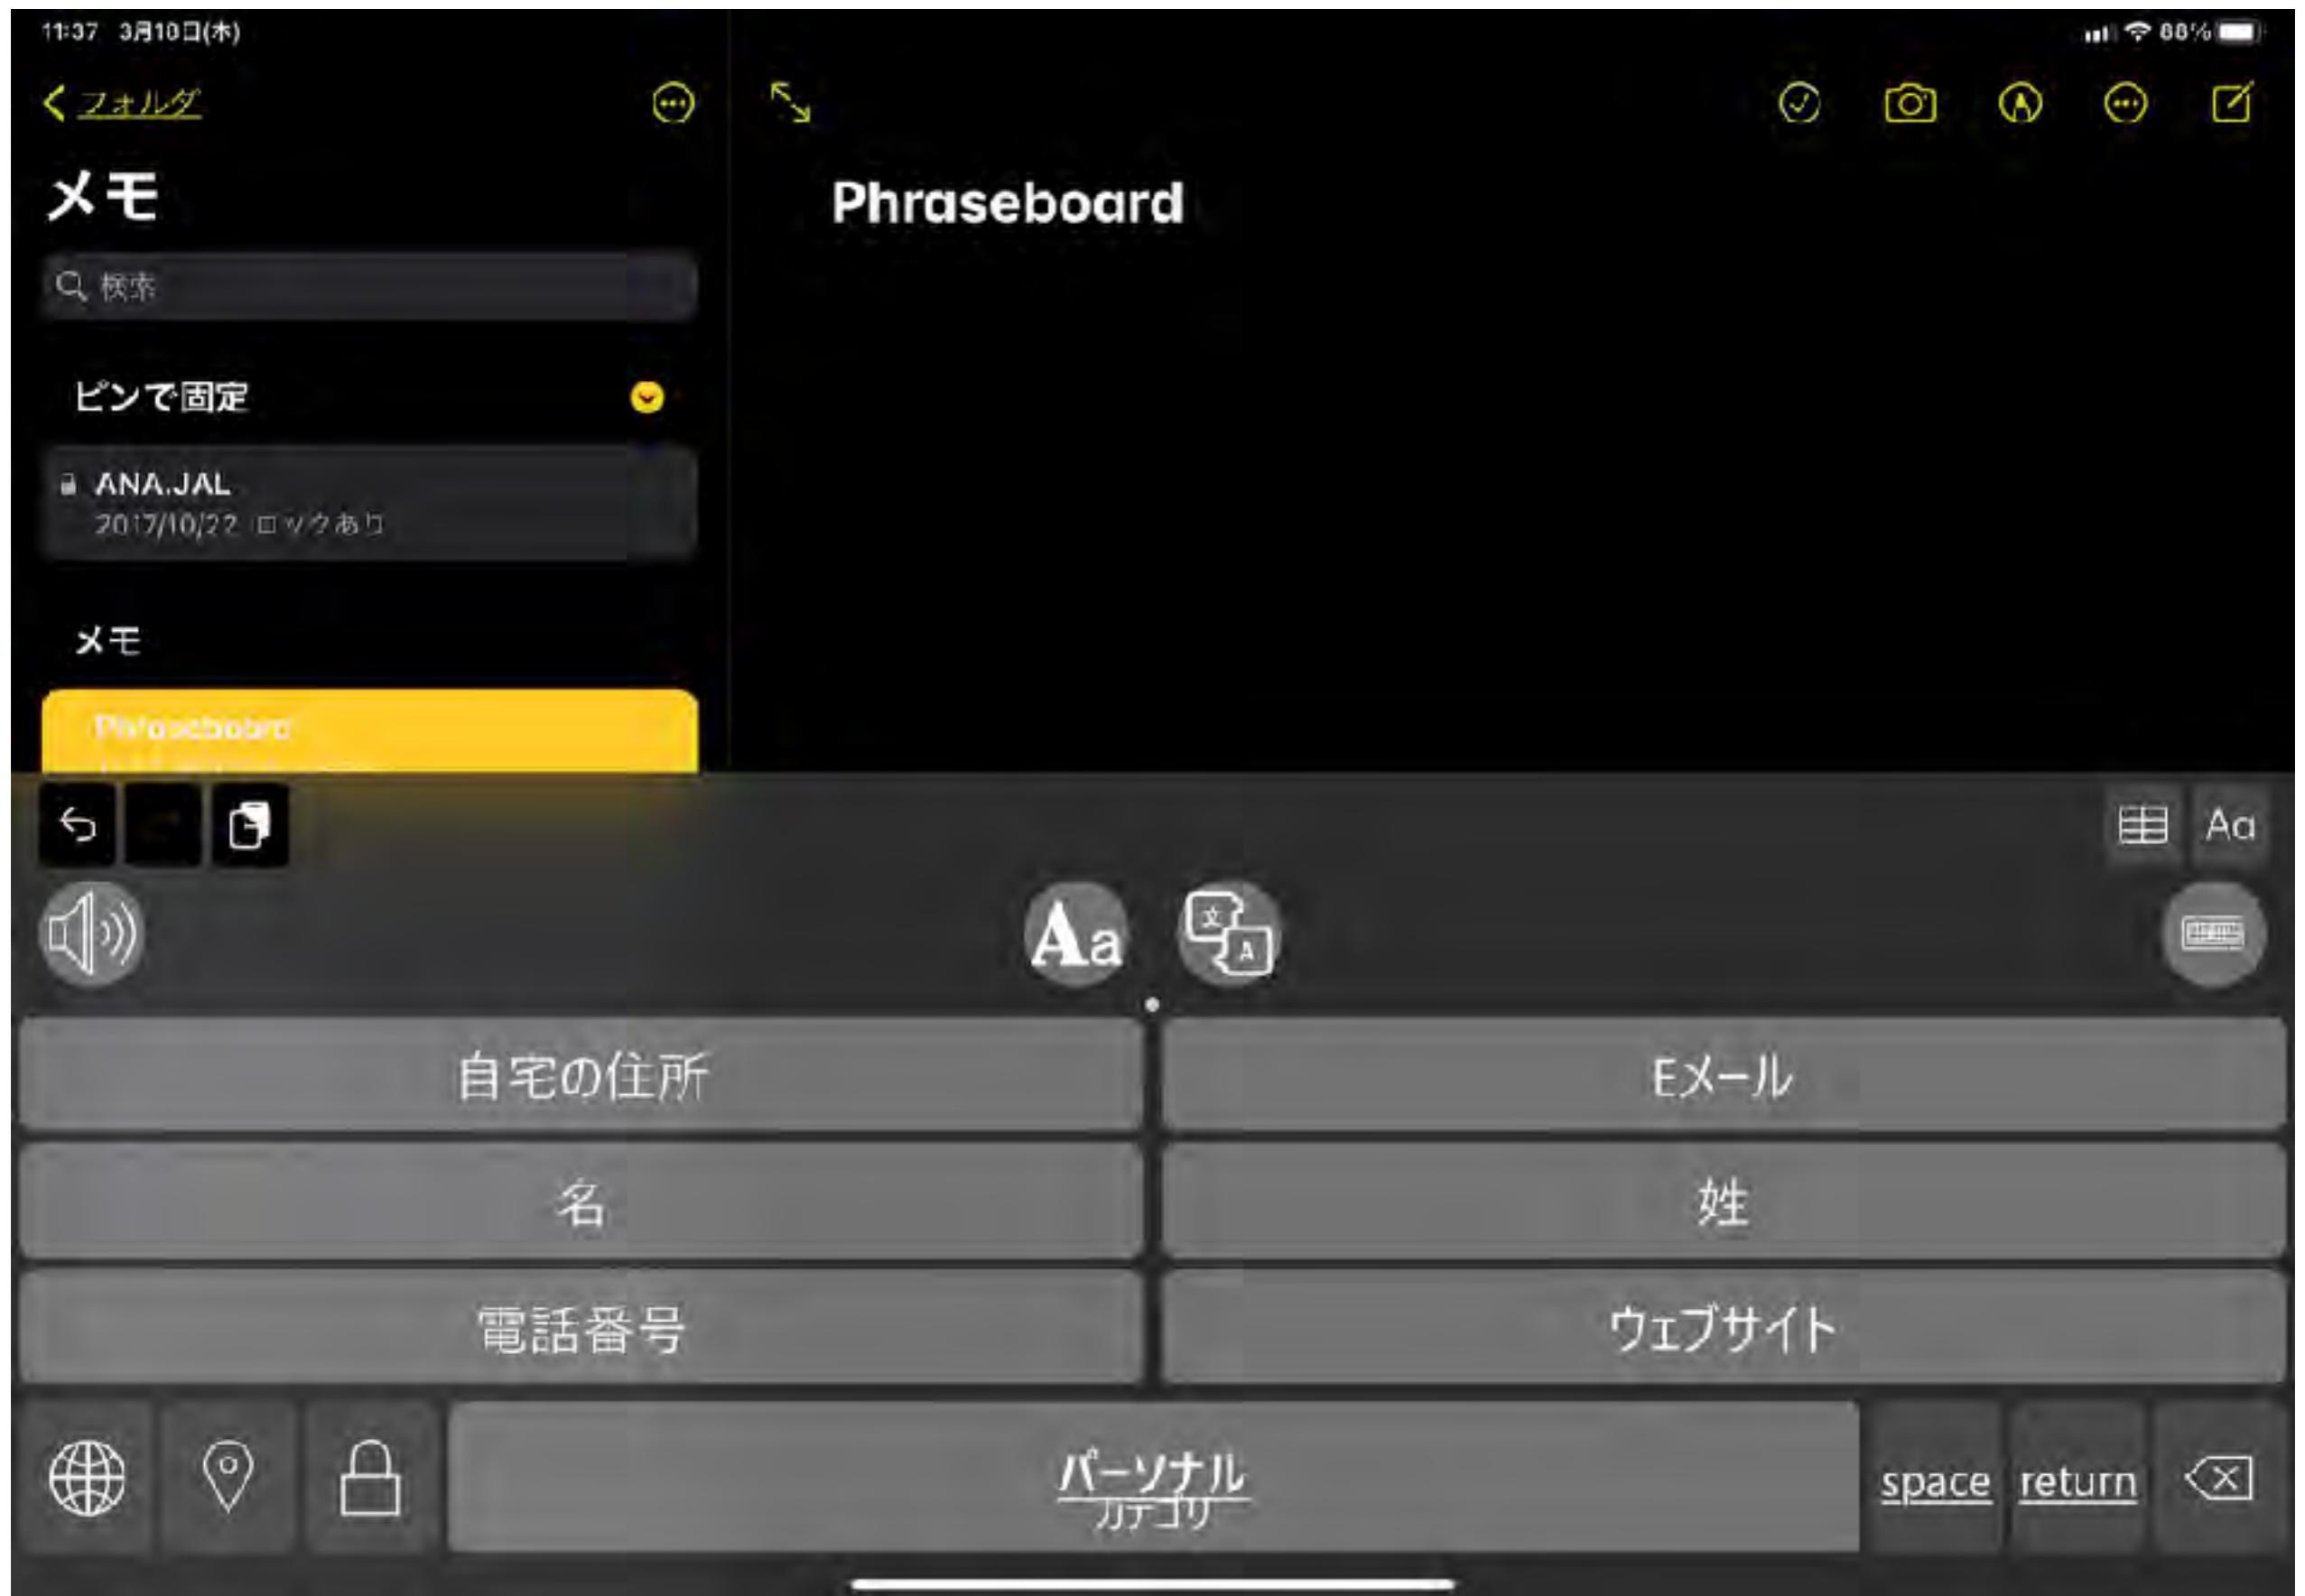 11:37 3月10日(木)
88%
フォルダ
メモ
検索
ピンで固定
ANA.JAL
2017/10/22 ロックあり
メモ
Phraseboard
Phraseboard
Aa
Aa
文
A
自宅の住所
Eメール
名
姓
電話番号
ウェブサイト
パーソナル
カテゴリ
space
return